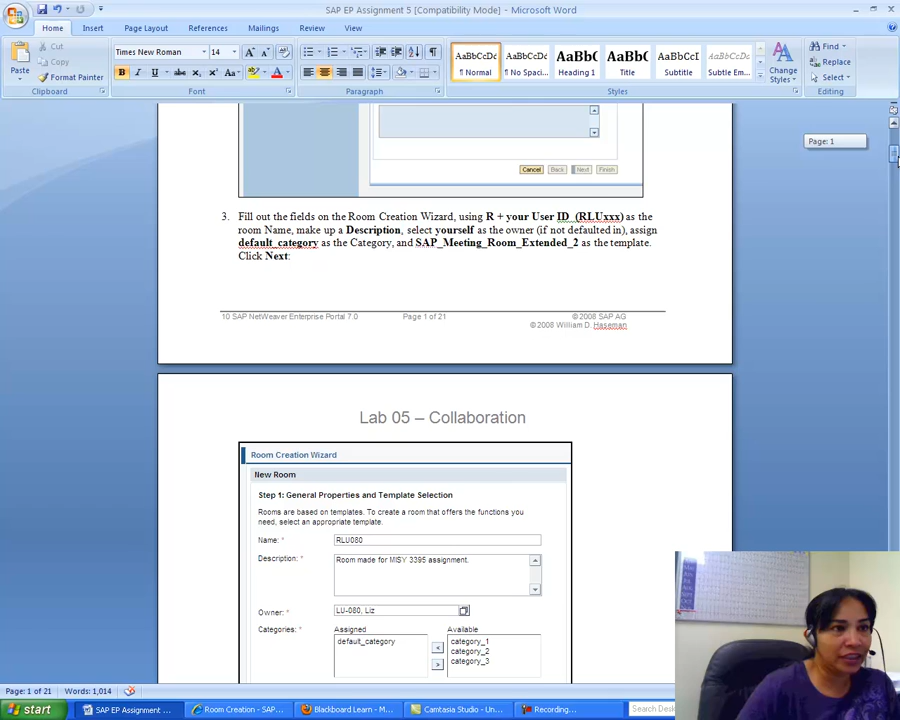 SAP EP Assignment 5 [Compatibility Mode] - Microsoft Word
Home Insert Page Layout References Mailings Review View
Paste
Cut
Copy
Format Painter
Clipboard
Times New Roman 14
B I U abc X₂ X² Aa
Font
Paragraph
AaBbCcDc AaBbCcDc AaBb( AaB( AaBbCcI AaBbCcDc
¶ Normal ¶ No Spaci... Heading 1 Title Subtitle Subtle Em...
Change
Styles
Styles
Find
Replace
Select
Editing
Page: 1
Cancel Back Next Finish
3. Fill out the fields on the Room Creation Wizard, using R + your User ID (RLUxxx) as the
room Name, make up a Description, select yourself as the owner (if not defaulted in), assign
default_category as the Category, and SAP_Meeting_Room_Extended_2 as the template.
Click Next:
10 SAP NetWeaver Enterprise Portal 7.0 Page 1 of 21 ©2008 SAP AG
©2008 William D. Haseman
Lab 05 – Collaboration
Room Creation Wizard
New Room
Step 1: General Properties and Template Selection
Rooms are based on templates. To create a room that offers the functions you
need, select an appropriate template.
Name: * RLU080
Description: * Room made for MISY 3395 assignment.
Owner: * LU-080, Liz
Categories: * Assigned Available
default_category category_1
category_2
category_3
Page: 1 of 21 Words: 1,014
start SAP EP Assignment ... Room Creation - SAP... Blackboard Learn - M... Camtasia Studio - Un... Recording... Search Des